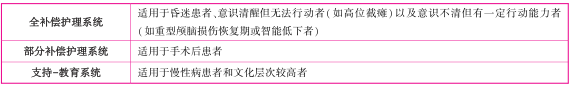 全补偿护理系统
适用于昏迷患者、意识清醒但无法行动者(如高位截瘫)以及意识不清但有一定行动能力者
(如重型颅脑损伤恢复期或智能低下者)
部分补偿护理系统
适用于手术后患者
支持-教育系统
适用于慢性病患者和文化层次较高者